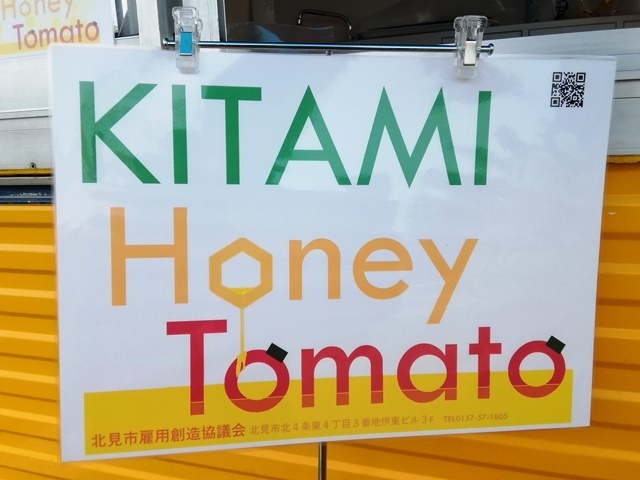 Honey
Tomato
KITAMI
Honey
Tomato
北見市雇用創造協議会 北見市北4条東4丁目3番地伊東ビル3F TEL0157-57-1605